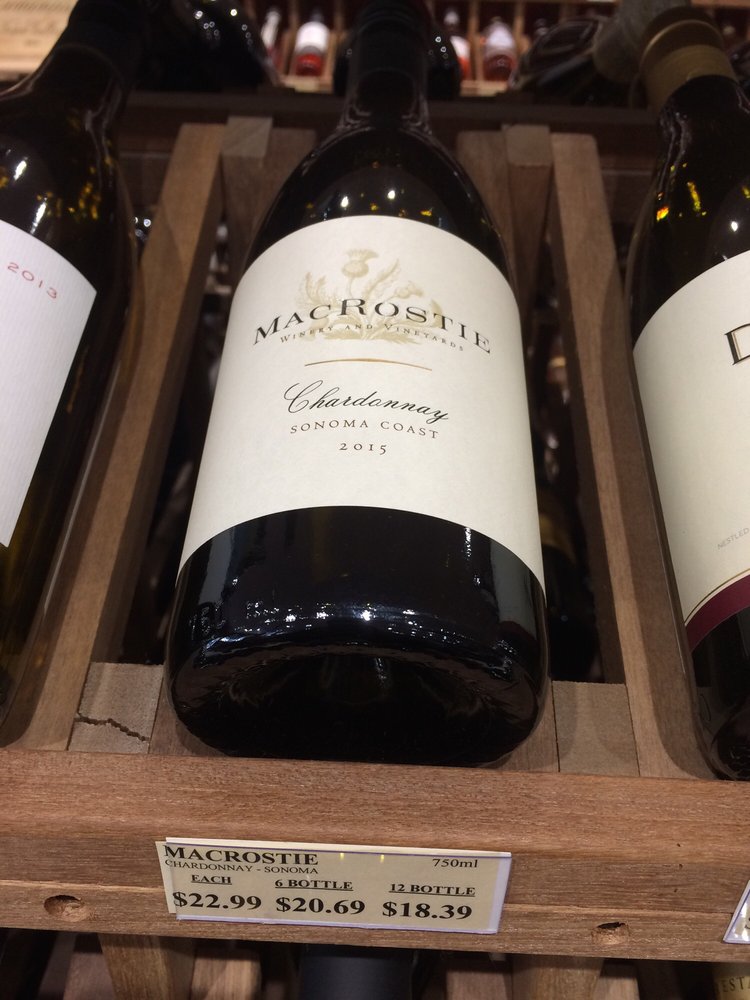 2013
MACROSTIE
WINERY AND VINEYARDS
Chardonnay
SONOMA COAST
2015
D
NESTLED
MACROSTIE 750ml
CHARDONNAY - SONOMA
EACH 6 BOTTLE 12 BOTTLE
$22.99 $20.69 $18.39